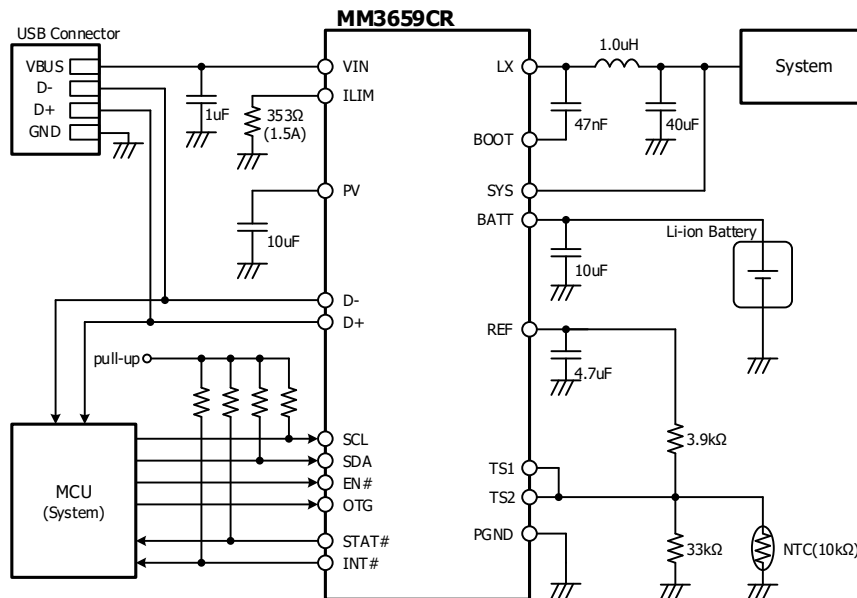 MM3659CR
USB Connector
VBUS
D-
D+
GND
1uF
353Ω
(1.5A)
10uF
pull-up
MCU
(System)
VIN
ILIM
PV
D-
D+
SCL
SDA
EN#
OTG
STAT#
INT#
LX
BOOT
SYS
BATT
REF
TS1
TS2
PGND
1.0uH
47nF
40uF
System
Li-ion Battery
10uF
4.7uF
3.9kΩ
33kΩ
NTC(10kΩ)